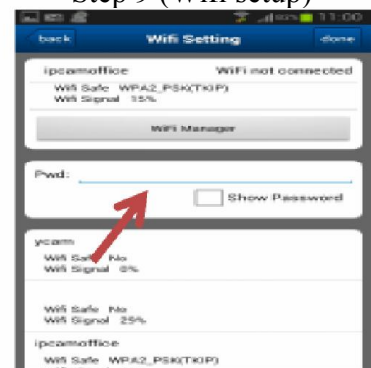 Step 9 (Wifi setup)
11:00
back Wifi Setting done
ipcamoffice WiFi not connected
Wifi Safe WPA2_PSK(TKIP)
Wifi Signal 15%
WiFi Manager
Pwd:
Show Password
ycam
Wifi Safe No
Wifi Signal 0%
Wifi Safe No
Wifi Signal 25%
ipcamoffice
Wifi Safe WPA2_PSK(TKIP)